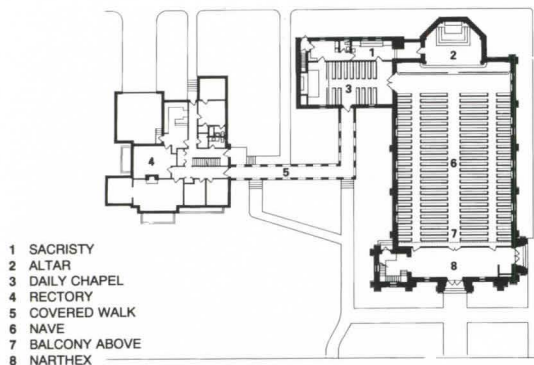 1
2
3
4
5
6
7
8
1 SACRISTY
2 ALTAR
3 DAILY CHAPEL
4 RECTORY
5 COVERED WALK
6 NAVE
7 BALCONY ABOVE
8 NARTHEX